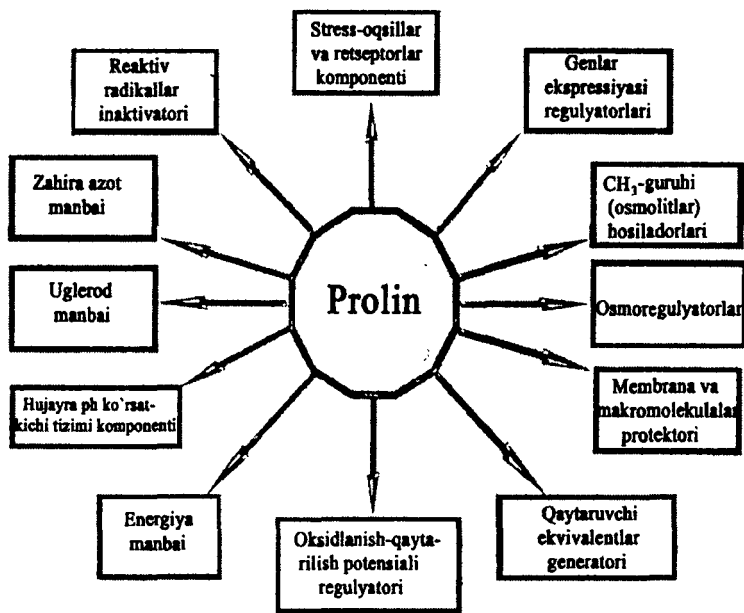 Stress-oqsillar
va retseptorlar
komponenti
Reaktiv
radikallar
inaktivatori
Genlar
ekspressiyasi
regulyatorlari
Zahira azot
manbai
CH₃-guruhi
(osmolitlar)
hosiladorlari
Prolin
Uglerod
manbai
Osmoregulyatorlar
Hujayra ph ko`rsat-
kichi tizimi komponenti
Membrana va
makromolekulalar
protektori
Energiya
manbai
Oksidlanish-qayta-
rilish potensiali
regulyatori
Qaytaruvchi
ekvivalentlar
generatori